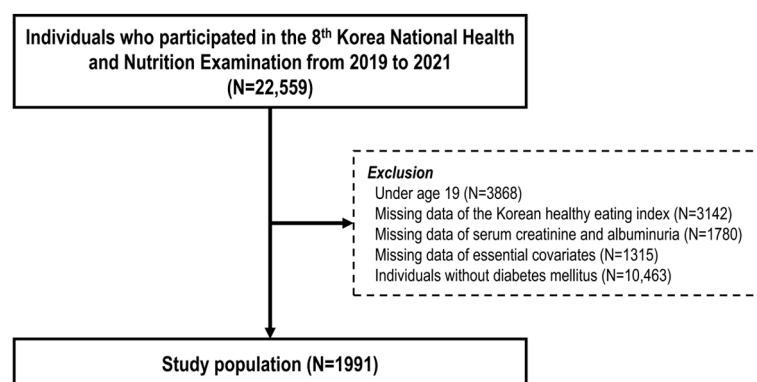 Individuals who participated in the 8th Korea National Health
and Nutrition Examination from 2019 to 2021
(N=22,559)
Exclusion
Under age 19 (N=3868)
Missing data of the Korean healthy eating index (N=3142)
Missing data of serum creatinine and albuminuria (N=1780)
Missing data of essential covariates (N=1315)
Individuals without diabetes mellitus (N=10,463)
Study population (N=1991)